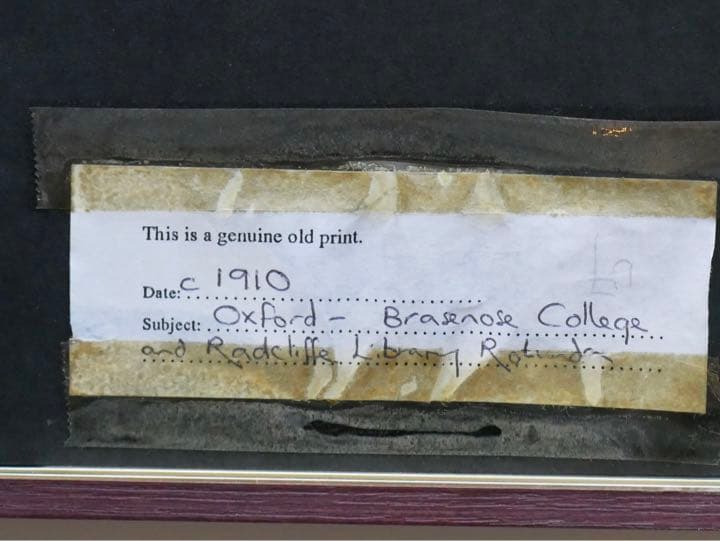 This is a genuine old print.
Date: c 1910
Subject: Oxford - Brasenose College
and Radcliffe Library Rotunda